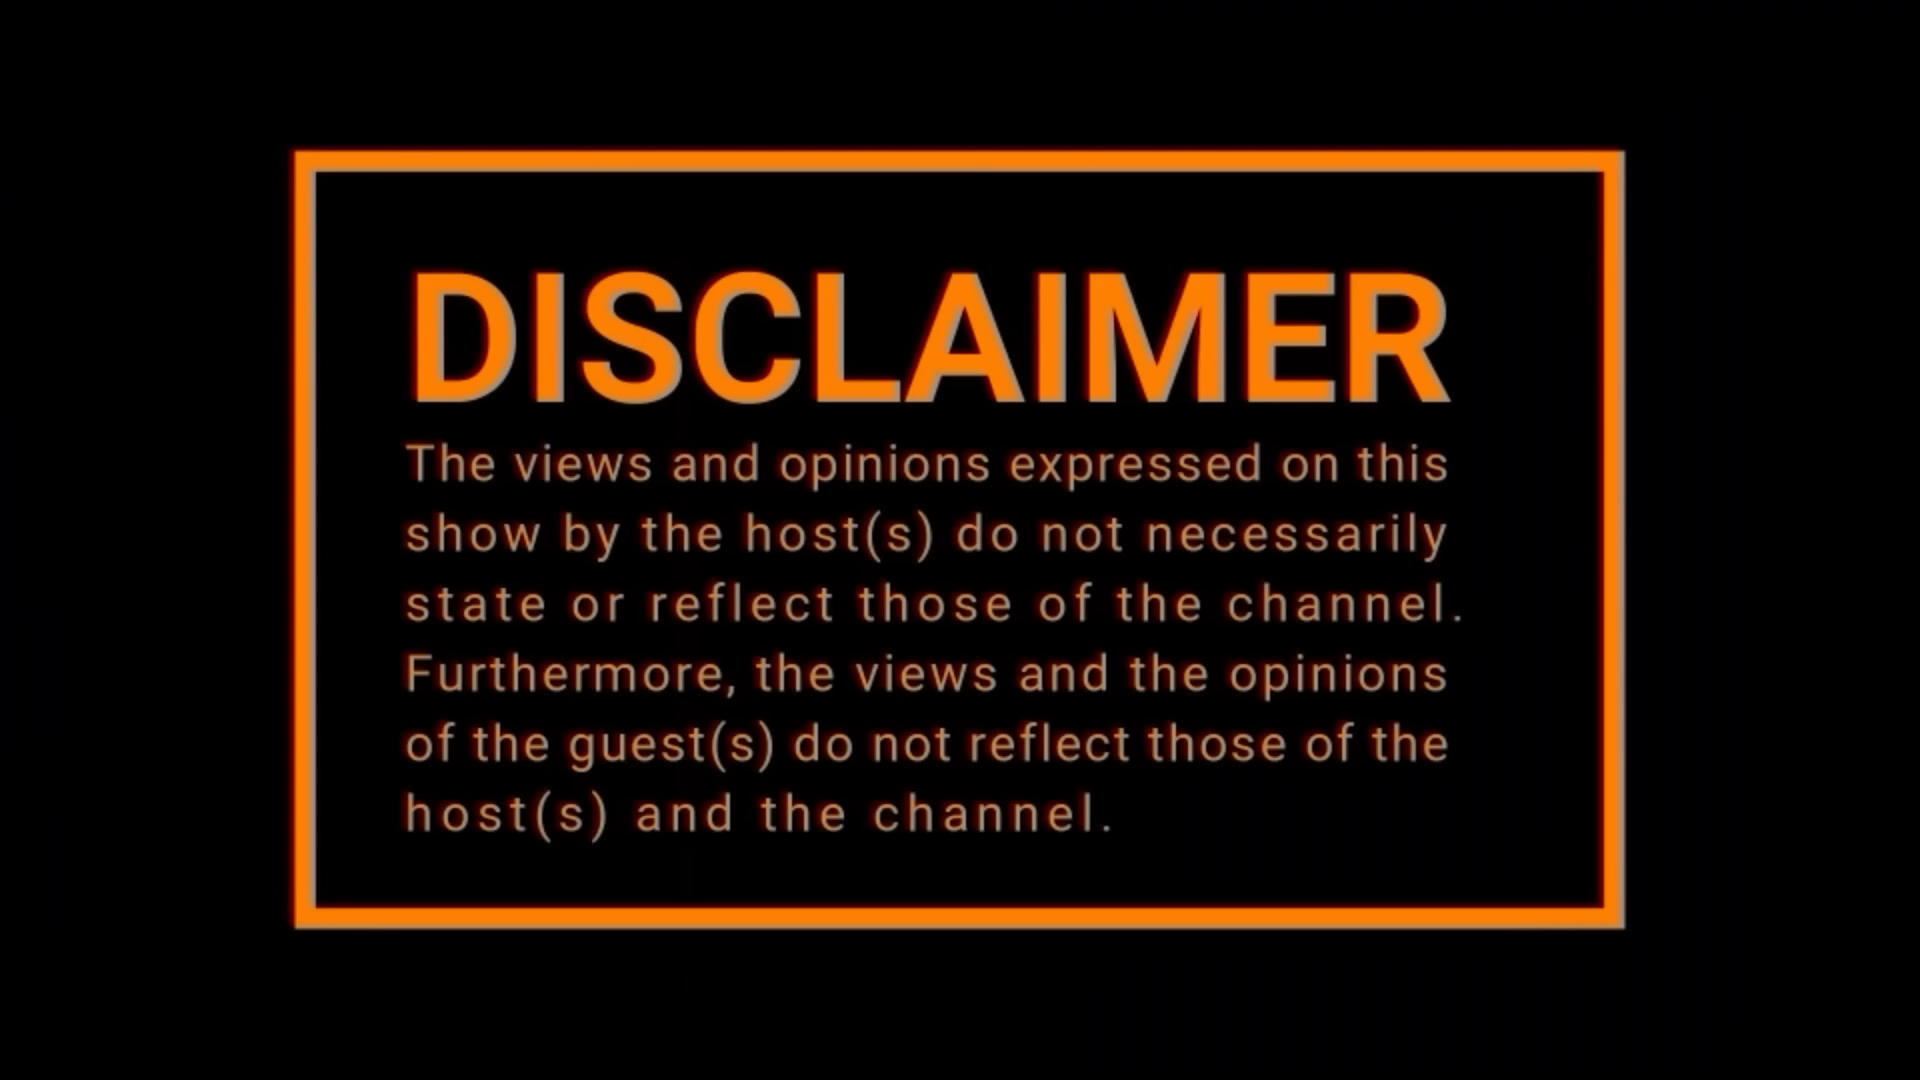 DISCLAIMER
The views and opinions expressed on this
show by the host(s) do not necessarily
state or reflect those of the channel.
Furthermore, the views and the opinions
of the guest(s) do not reflect those of the
host(s) and the channel.